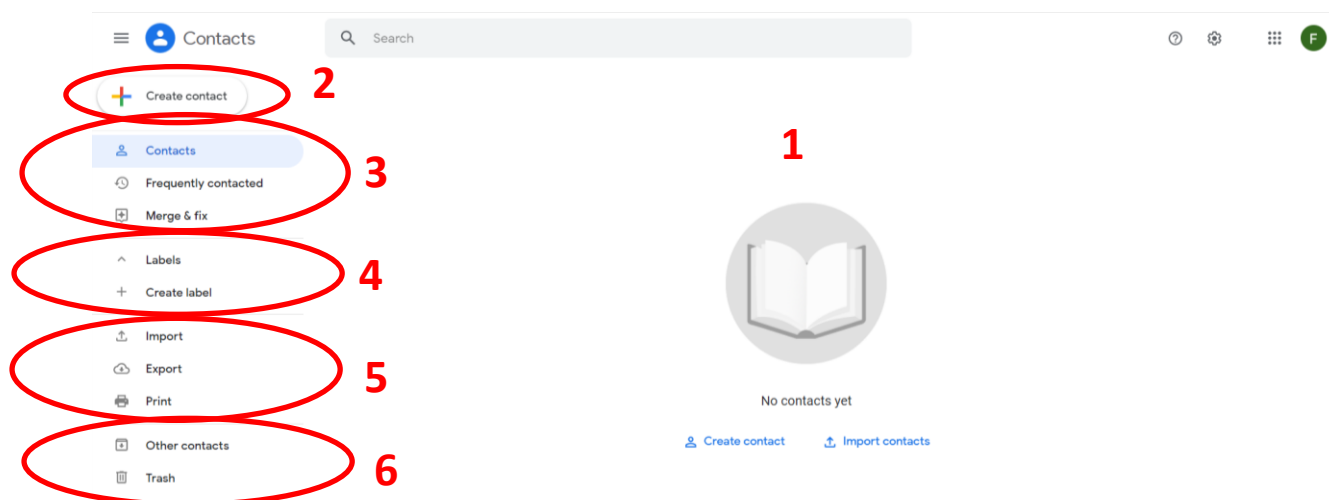 Contacts
Search
F
Create contact
2
1
Contacts
3
Frequently contacted
Merge & fix
Labels
4
Create label
Import
Export
5
Print
No contacts yet
Create contact Import contacts
Other contacts
6
Trash